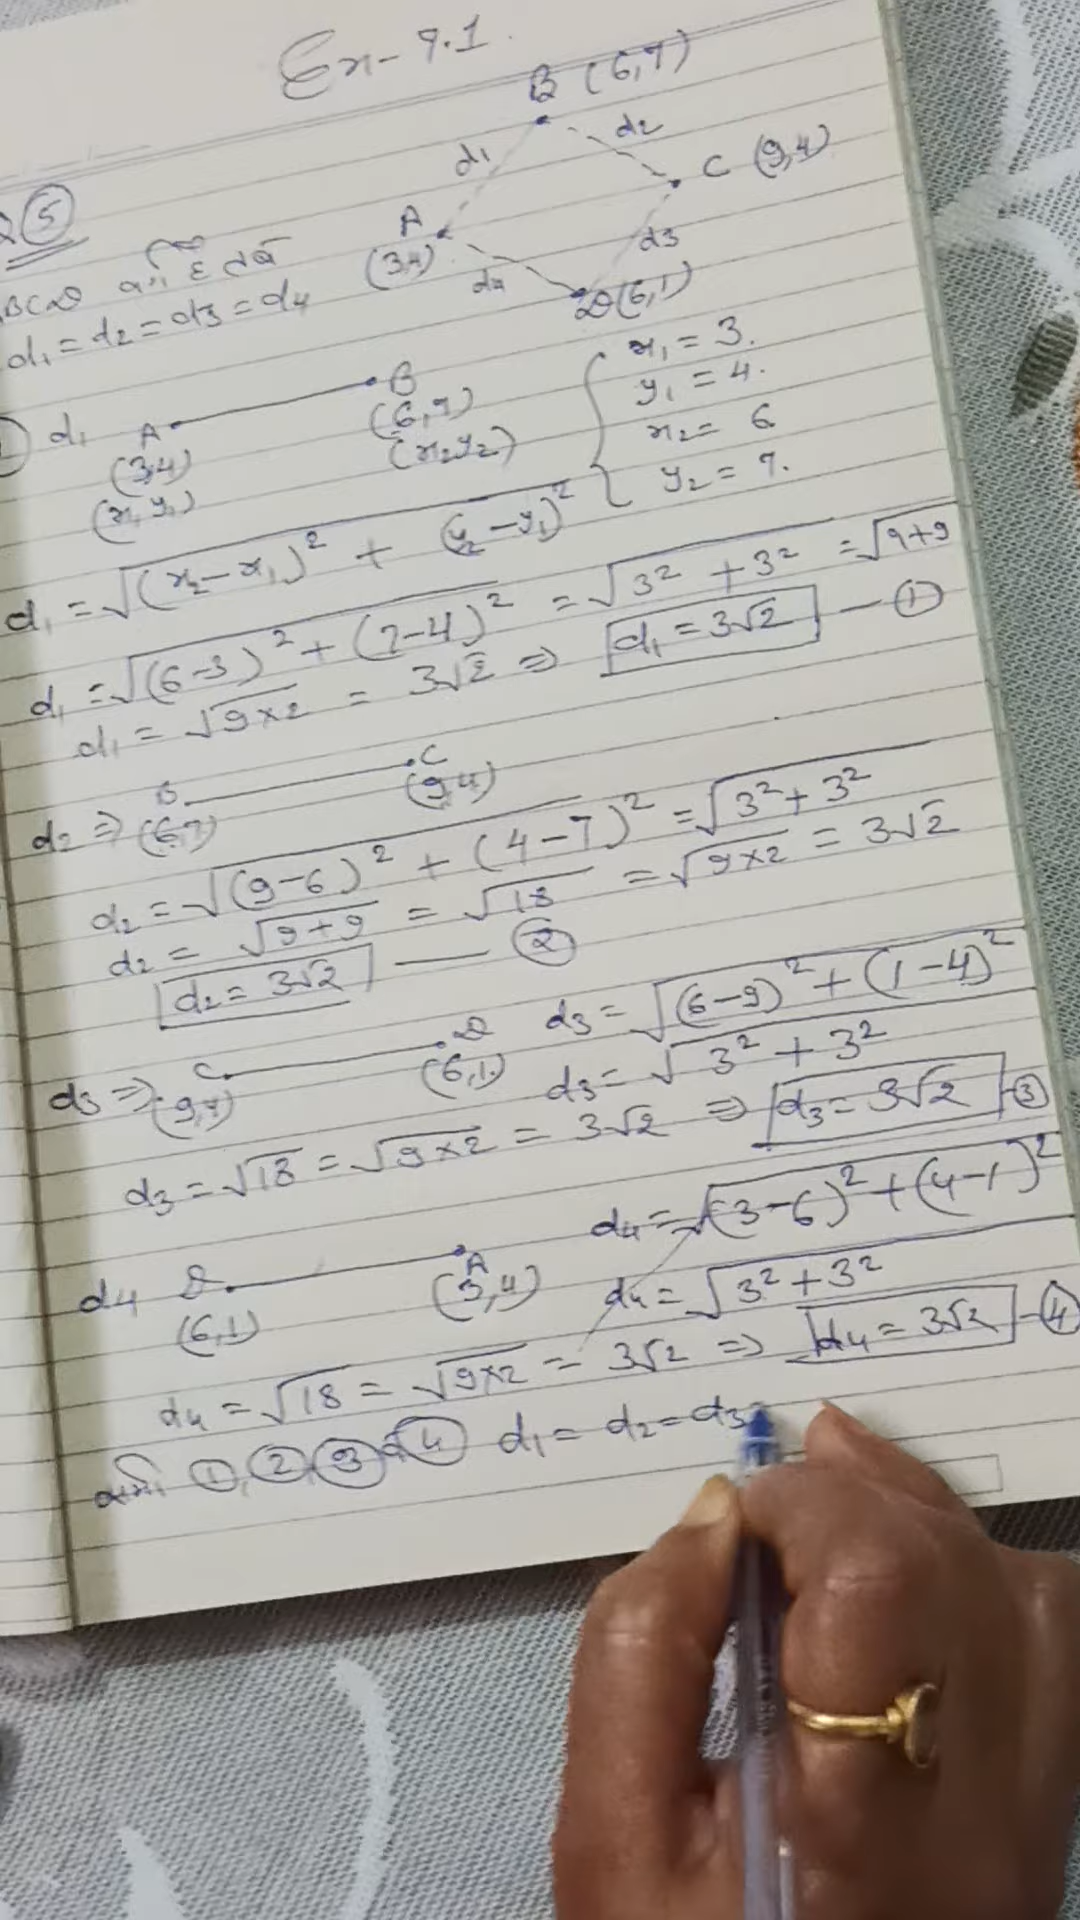 Ex-7.1
B (6,7)
d1 d2
C (9,4)
5
A
(3,4)
d3
d4
D(6,1)
d1 = d2 = d3 = d4
x1 = 3.
y1 = 4.
x2 = 6
y2 = 7.
d1 A B
(3,4) (6,7)
(x1 y1) (x2 y2)
d1 = √(x2-x1)² + (y2-y1)²
d1 = √(6-3)² + (7-4)² = √3² + 3² = √9+9
d1 = √9×2 = 3√2 ⇒ d1 = 3√2 — ①
d2 ⇒ B C
(6,7) (9,4)
d2 = √(9-6)² + (4-7)² = √3² + 3²
d2 = √9+9 = √18 = √9×2 = 3√2
d2 = 3√2 — ②
d3 ⇒ C D
(6,1)
d3 = √(6-9)² + (1-4)²
d3 = √3² + 3²
d3 = √18 = √9×2 = 3√2 ⇒ d3 = 3√2 - ③
d4 D A
(6,1) (3,4)
d4 = √(3-6)² + (4-1)²
d4 = √3² + 3²
d4 = √18 = √9×2 = 3√2 ⇒ d4 = 3√2 - ④
①, ②, ③ ④ d1 = d2 = d3 =